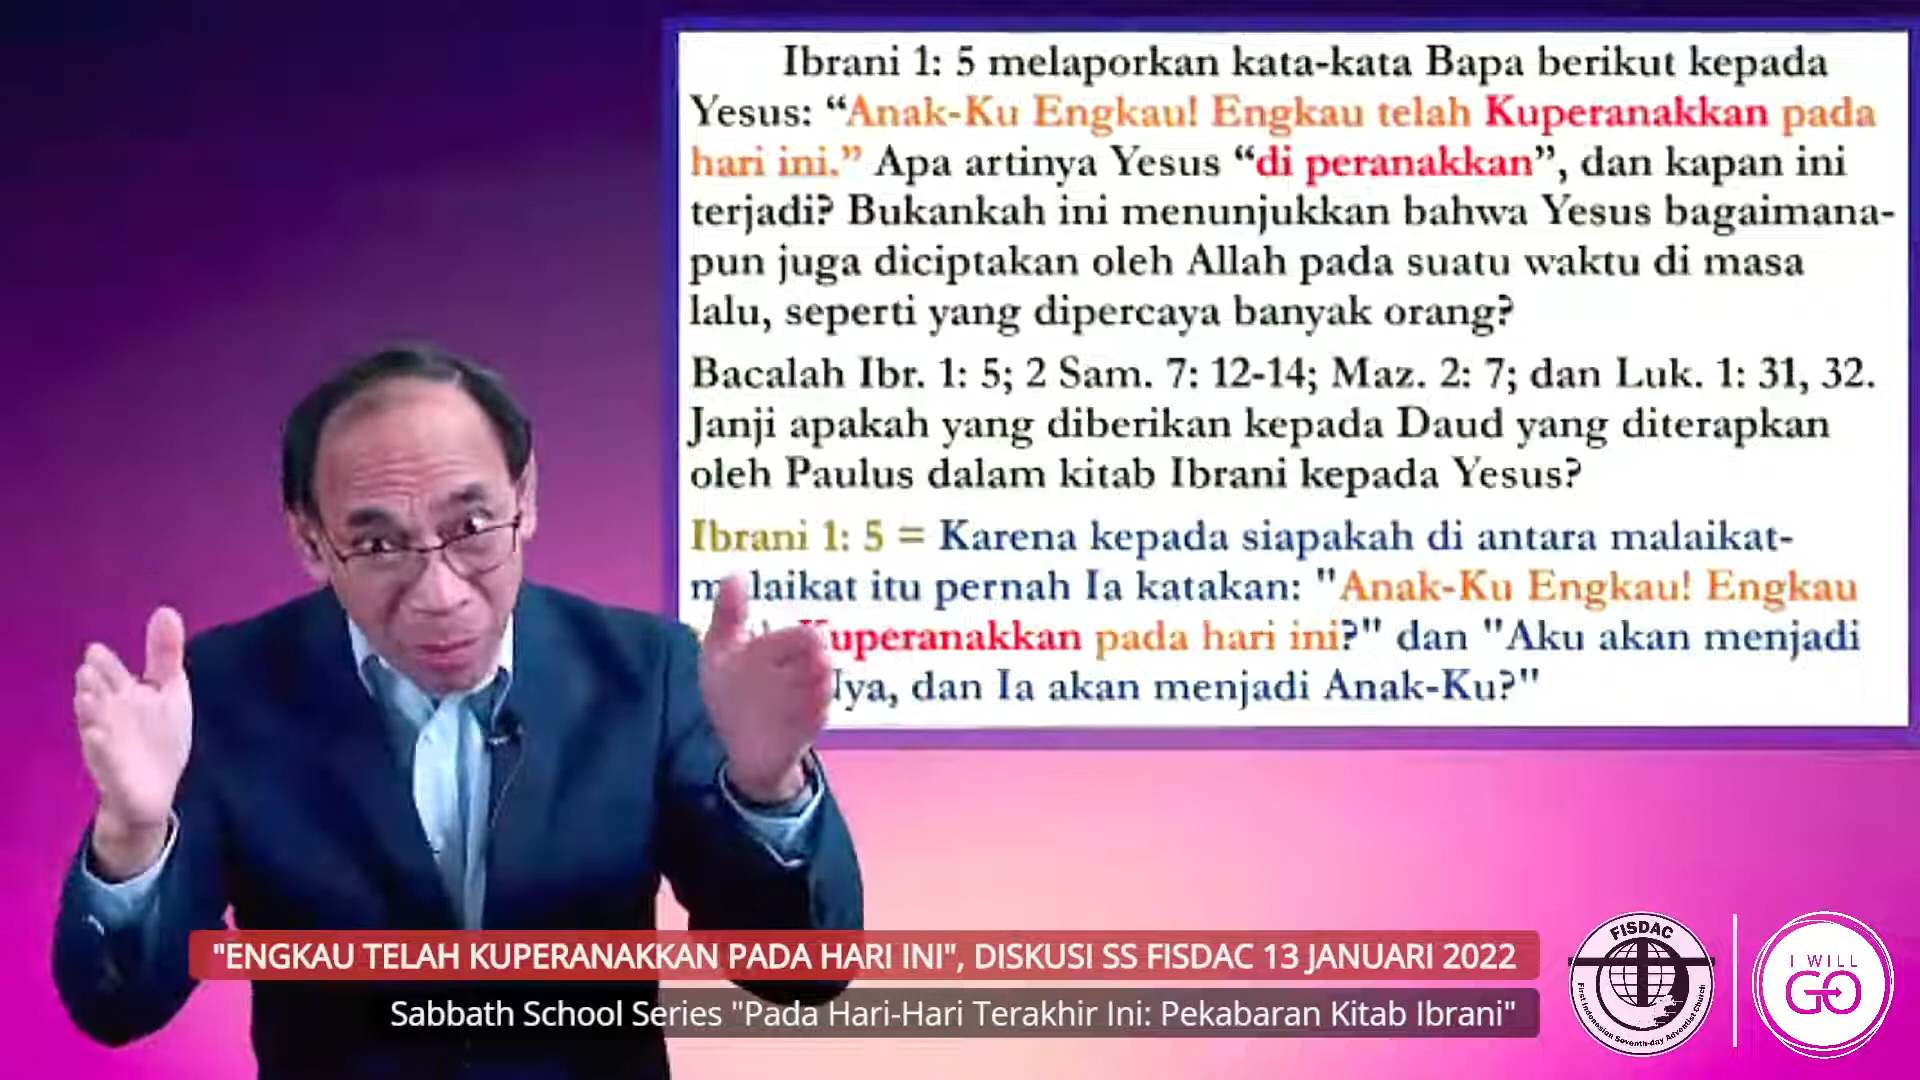 Ibrani 1: 5 melaporkan kata-kata Bapa berikut kepada
Yesus: “Anak-Ku Engkau! Engkau telah Kuperanakkan pada
hari ini.” Apa artinya Yesus “di peranakkan”, dan kapan ini
terjadi? Bukankah ini menunjukkan bahwa Yesus bagaimana-
pun juga diciptakan oleh Allah pada suatu waktu di masa
lalu, seperti yang dipercaya banyak orang?
Bacalah Ibr. 1: 5; 2 Sam. 7: 12-14; Maz. 2: 7; dan Luk. 1: 31, 32.
Janji apakah yang diberikan kepada Daud yang diterapkan
oleh Paulus dalam kitab Ibrani kepada Yesus?
Ibrani 1: 5 = Karena kepada siapakah di antara malaikat-
laikat itu pernah Ia katakan: "Anak-Ku Engkau! Engkau
Kuperanakkan pada hari ini?" dan "Aku akan menjadi
Nya, dan Ia akan menjadi Anak-Ku?"
"ENGKAU TELAH KUPERANAKKAN PADA HARI INI", DISKUSI SS FISDAC 13 JANUARI 2022
Sabbath School Series "Pada Hari-Hari Terakhir Ini: Pekabaran Kitab Ibrani"
FISDAC
First Indonesian Seventh-day Adventist Church
I WILL
GO